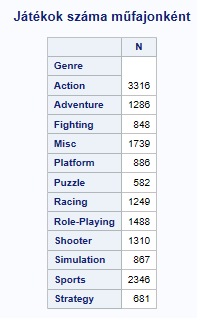 Játékok száma műfajonként
N
Genre
Action 3316
Adventure 1286
Fighting 848
Misc 1739
Platform 886
Puzzle 582
Racing 1249
Role-Playing 1488
Shooter 1310
Simulation 867
Sports 2346
Strategy 681